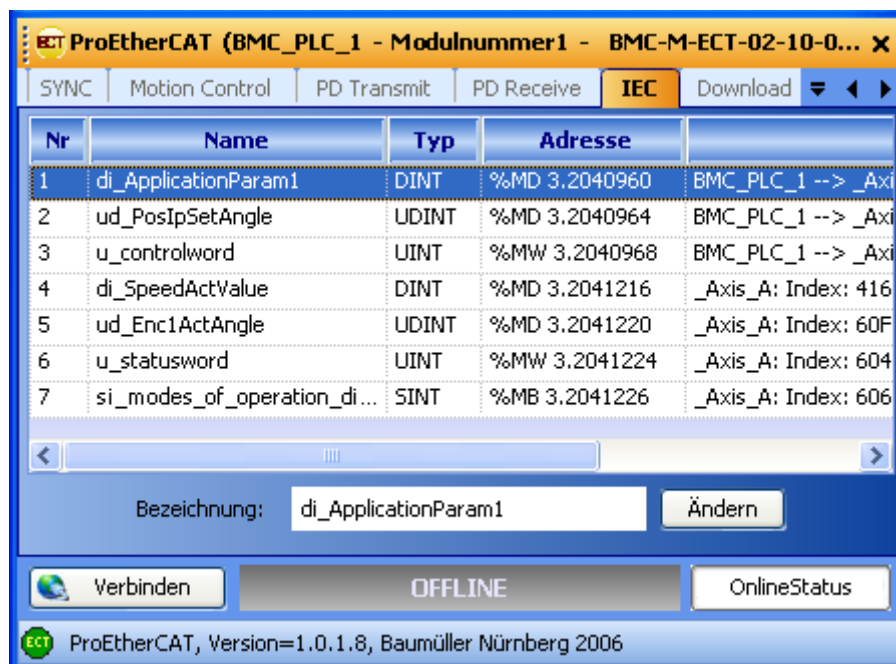 ECT ProEtherCAT (BMC_PLC_1 - Modulnummer1 - BMC-M-ECT-02-10-0...
SYNC Motion Control PD Transmit PD Receive IEC Download
Nr Name Typ Adresse
1 di_ApplicationParam1 DINT %MD 3.2040960 BMC_PLC_1 --> _Axi
2 ud_PosIpSetAngle UDINT %MD 3.2040964 BMC_PLC_1 --> _Axi
3 u_controlword UINT %MW 3.2040968 BMC_PLC_1 --> _Axi
4 di_SpeedActValue DINT %MD 3.2041216 _Axis_A: Index: 416
5 ud_Enc1ActAngle UDINT %MD 3.2041220 _Axis_A: Index: 60F
6 u_statusword UINT %MW 3.2041224 _Axis_A: Index: 604
7 si_modes_of_operation_di... SINT %MB 3.2041226 _Axis_A: Index: 606
Bezeichnung: di_ApplicationParam1 Ändern
Verbinden OFFLINE OnlineStatus
ECT ProEtherCAT, Version=1.0.1.8, Baumüller Nürnberg 2006